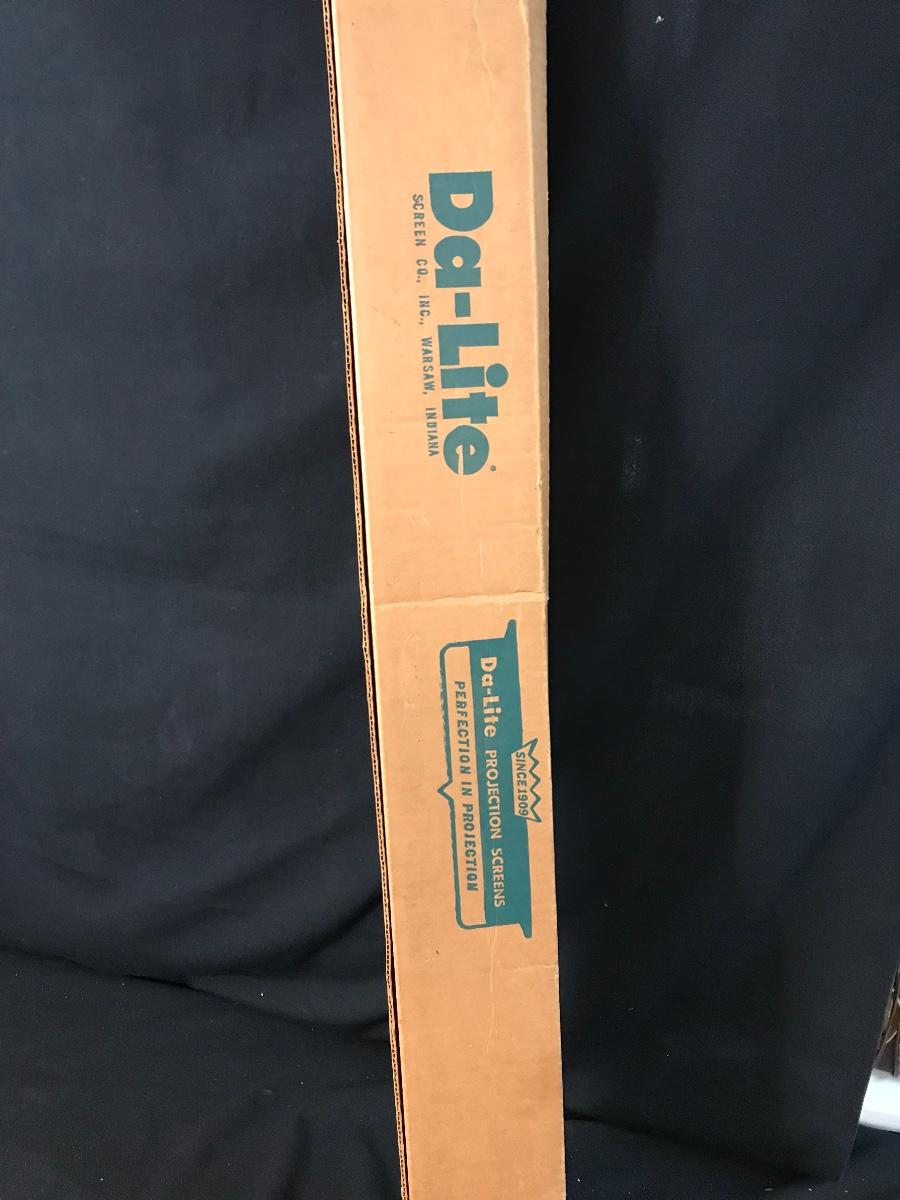 Da-Lite
SCREEN CO., INC., WARSAW, INDIANA
SINCE 1909
Da-Lite PROJECTION SCREENS
PERFECTION IN PROJECTION